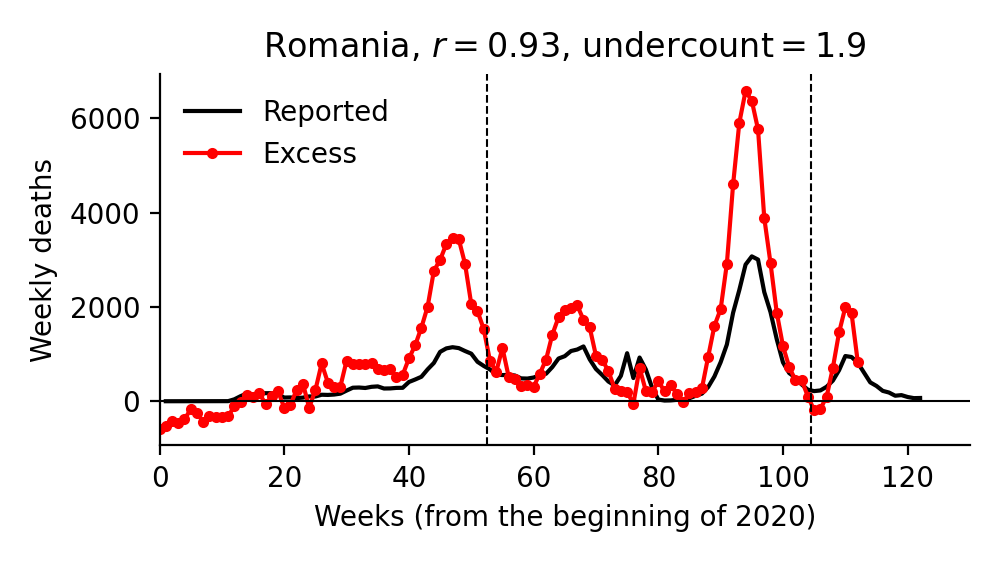 Romania, r = 0.93, undercount = 1.9
Reported
Excess
Weekly deaths
6000
4000
2000
0
0 20 40 60 80 100 120
Weeks (from the beginning of 2020)